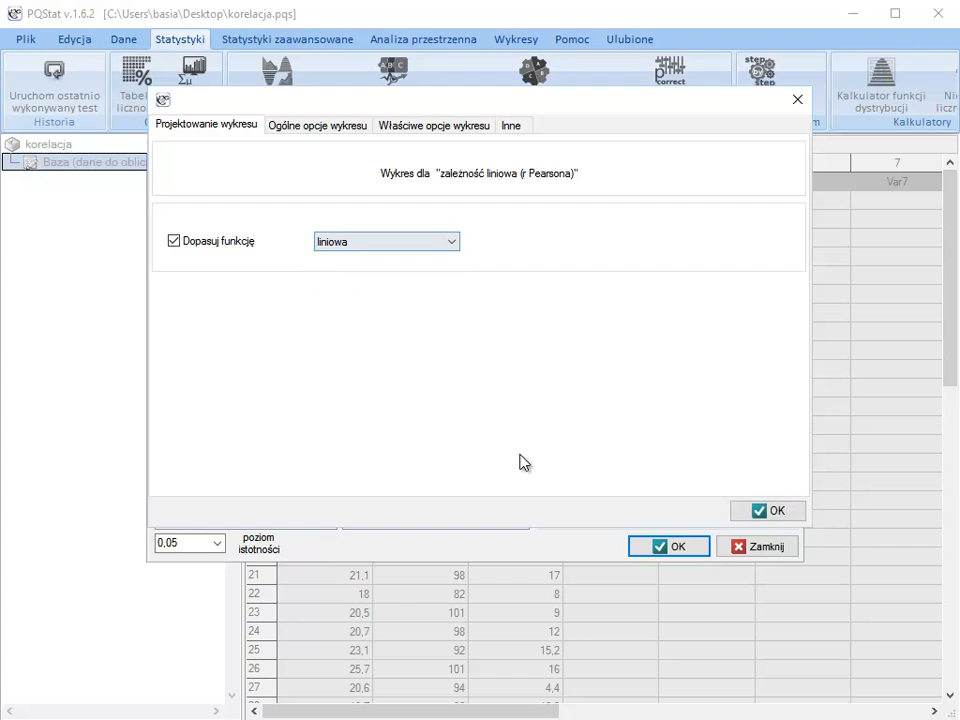 PQStat v.1.6.2 [C:\Users\basia\Desktop\korelacja.pqs]
Plik Edycja Dane Statystyki Statystyki zaawansowane Analiza przestrzenna Wykresy Pomoc Ulubione
Uruchom ostatnio
wykonywany test
Historia
Kalkulator funkcji
dystrybucji
Kalkulatory
korelacja
Baza (dane do
Projektowanie wykresu Ogólne opcje wykresu Właściwe opcje wykresu Inne
Wykres dla "zależność liniowa (r Pearsona)"
Dopasuj funkcję liniowa
OK
0,05 poziom
istotności
OK Zamknij
7
Var7
21 21,1 98 17
22 18 82 8
23 20,5 101 9
24 20,7 98 12
25 23,1 92 15,2
26 25,7 101 16
27 20,6 94 4,4